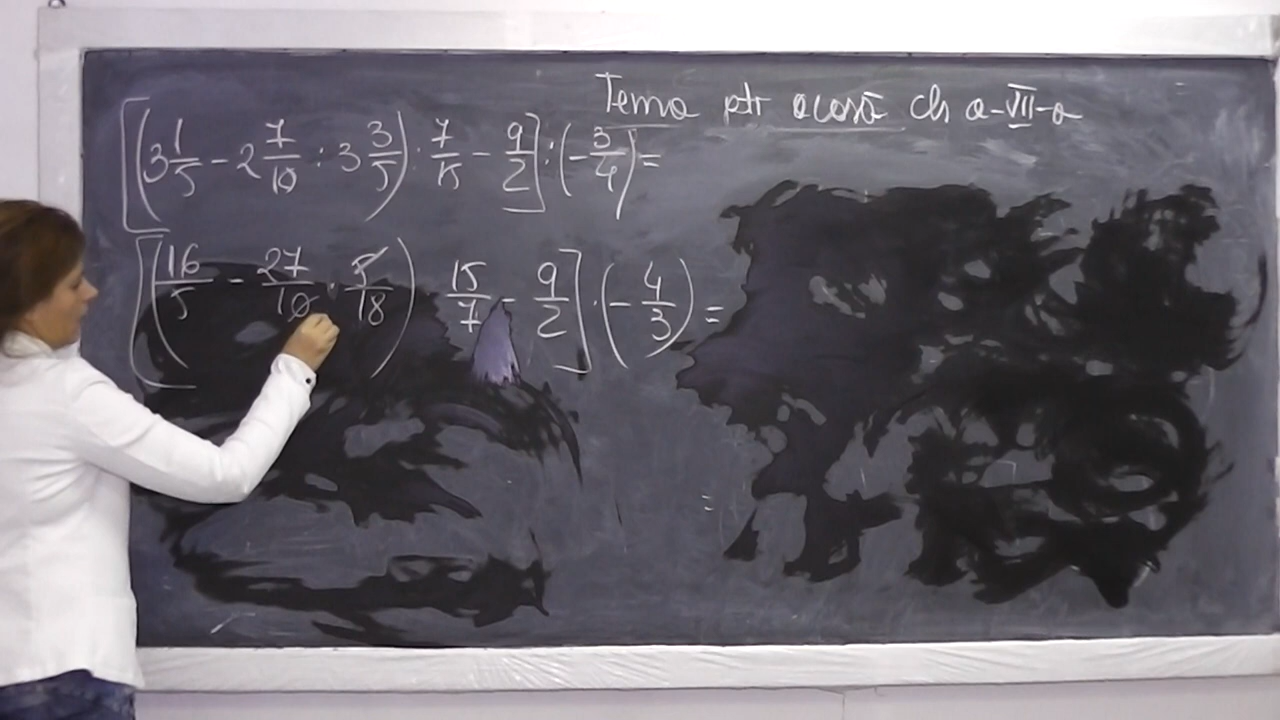 Tema ptr acasă cls a-VII-a
[(3 1/5 - 2 7/10 : 3 3/5) : 7/15 - 9/2] : (-3/4) =
[(16/5 - 27/10 · 5/18) 15/7 - 9/2] · (-4/3) =
=